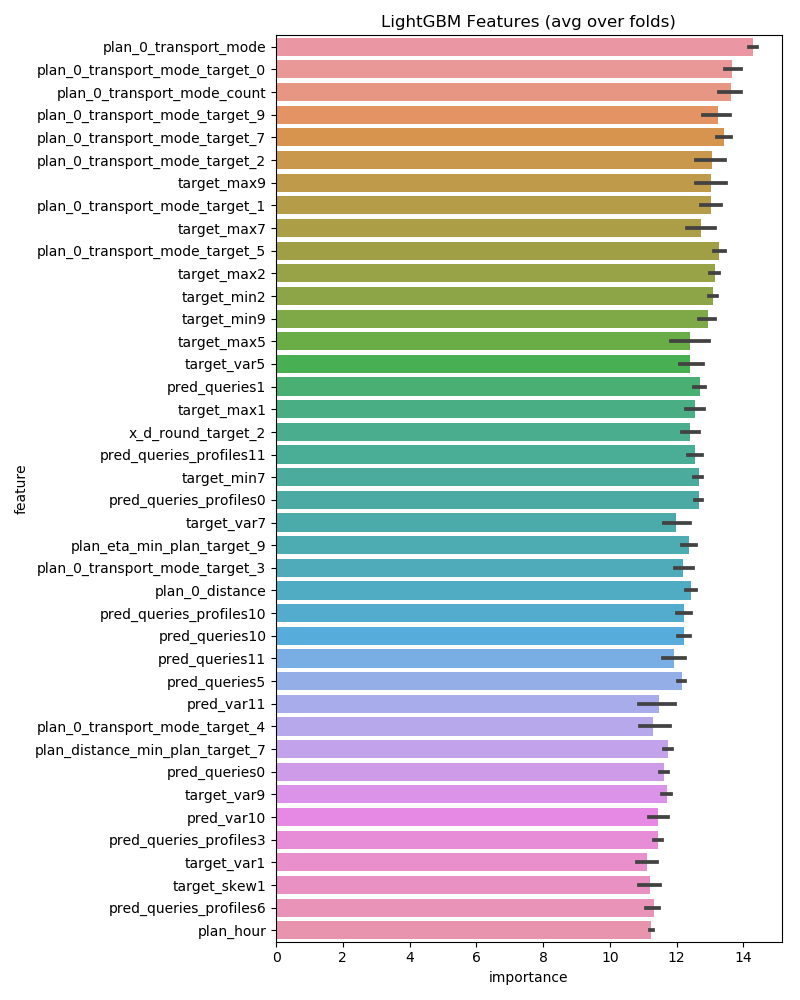 LightGBM Features (avg over folds)
plan_0_transport_mode
plan_0_transport_mode_target_0
plan_0_transport_mode_count
plan_0_transport_mode_target_9
plan_0_transport_mode_target_7
plan_0_transport_mode_target_2
target_max9
plan_0_transport_mode_target_1
target_max7
plan_0_transport_mode_target_5
target_max2
target_min2
target_min9
target_max5
target_var5
pred_queries1
target_max1
x_d_round_target_2
pred_queries_profiles11
target_min7
pred_queries_profiles0
target_var7
plan_eta_min_plan_target_9
plan_0_transport_mode_target_3
plan_0_distance
pred_queries_profiles10
pred_queries10
pred_queries11
pred_queries5
pred_var11
plan_0_transport_mode_target_4
plan_distance_min_plan_target_7
pred_queries0
target_var9
pred_var10
pred_queries_profiles3
target_var1
target_skew1
pred_queries_profiles6
plan_hour
feature
0 2 4 6 8 10 12 14
importance